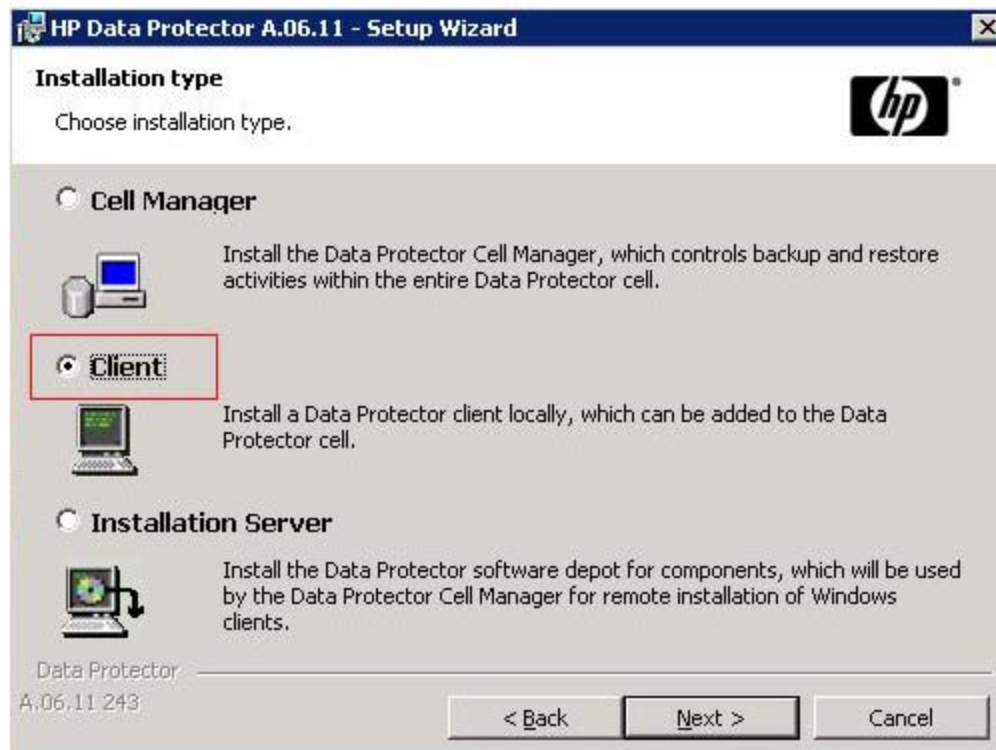 HP Data Protector A.06.11 - Setup Wizard
Installation type
Choose installation type.
hp
Cell Manager
Install the Data Protector Cell Manager, which controls backup and restore
activities within the entire Data Protector cell.
Client
Install a Data Protector client locally, which can be added to the Data
Protector cell.
Installation Server
Install the Data Protector software depot for components, which will be used
by the Data Protector Cell Manager for remote installation of Windows
clients.
Data Protector
A.06.11 243
< Back
Next >
Cancel